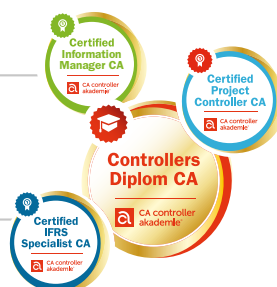 Certified
Information
Manager CA
CA controller
akademie®
Certified
Project
Controller CA
CA controller
akademie®
Controllers
Diplom CA
CA controller
akademie®
Certified
IFRS
Specialist CA
CA controller
akademie®